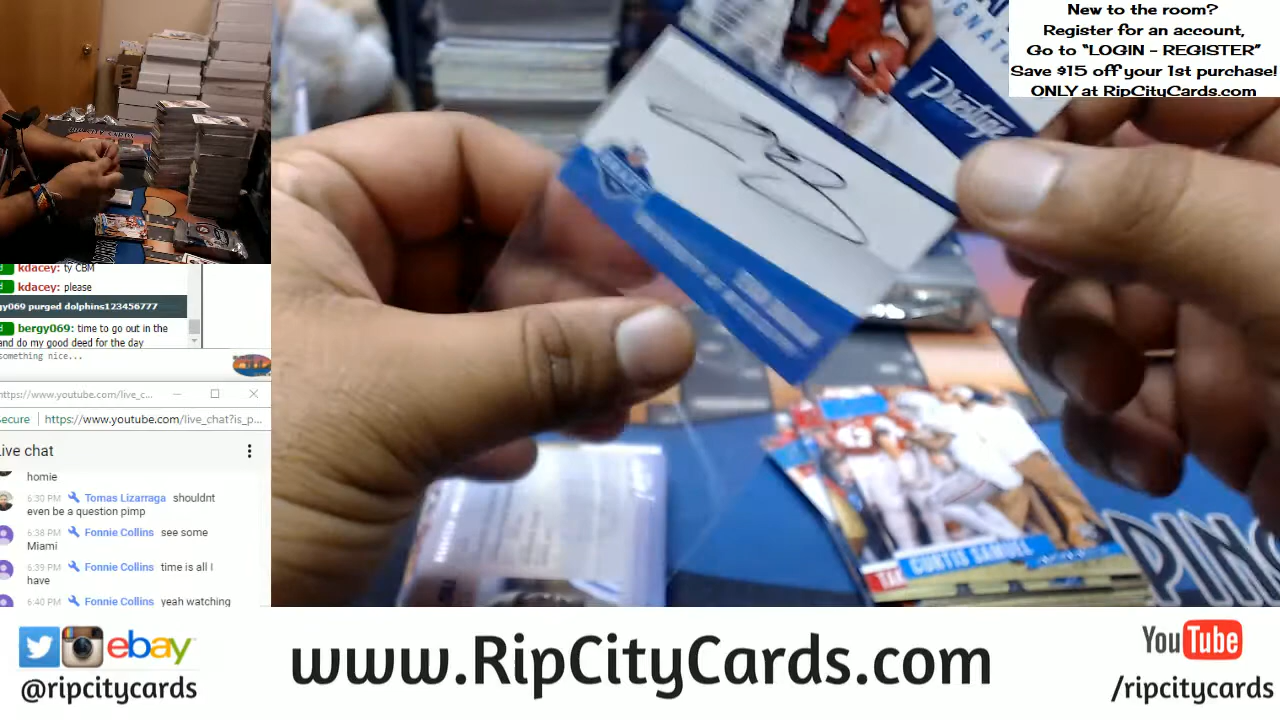 New to the room?
Register for an account,
Go to “LOGIN – REGISTER”
Save $15 off your 1st purchase!
ONLY at RipCityCards.com
Prestige
kdacey: ty CBM
kdacey: please
gy069 purged dolphins123456777
bergy069: time to go out in the
and do my good deed for the day
something nice...
https://www.youtube.com/live_c...
ecure https://www.youtube.com/live_chat?is_p...
ive chat
homie
6:30 PM Tomas Lizarraga shouldnt
even be a question pimp
6:38 PM Fonnie Collins see some
Miami
6:39 PM Fonnie Collins time is all I
have
6:40 PM Fonnie Collins yeah watching
CURTIS SAMUEL
PING
ebay
@ripcitycards
www.RipCityCards.com
YouTube
/ripcitycards